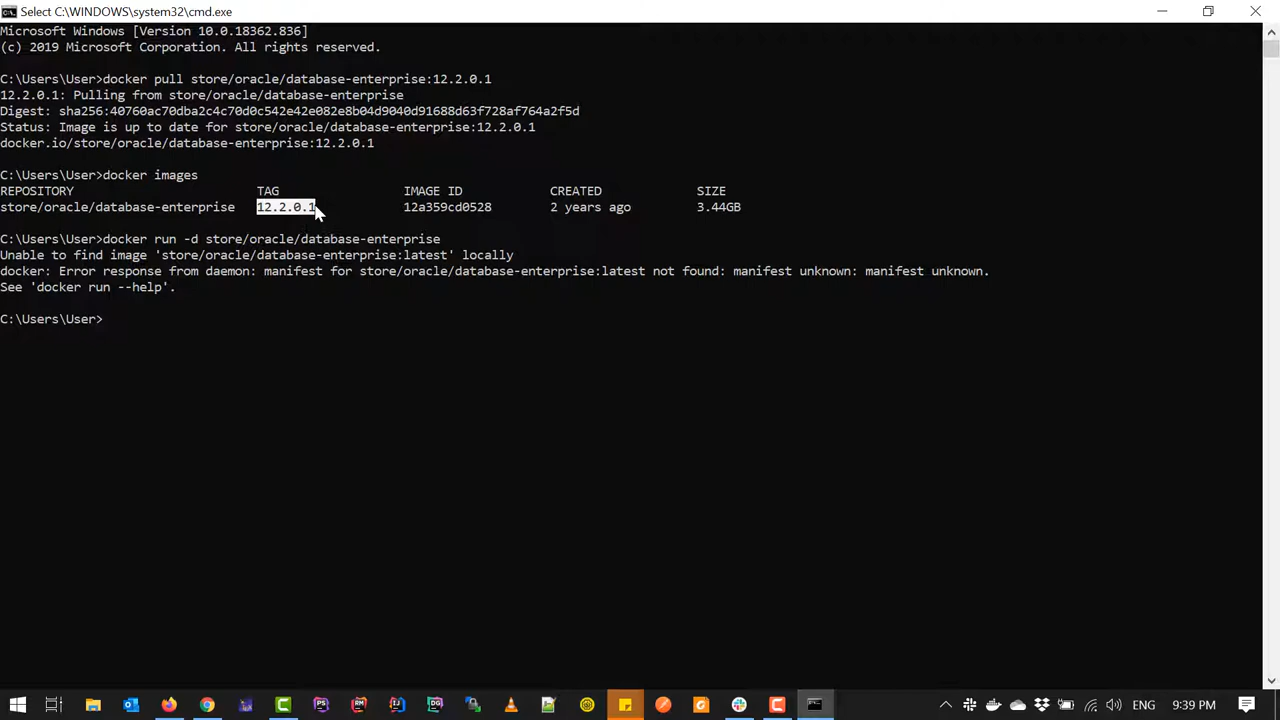 Select C:\WINDOWS\system32\cmd.exe
Microsoft Windows [Version 10.0.18362.836]
(c) 2019 Microsoft Corporation. All rights reserved.
C:\Users\User>docker pull store/oracle/database-enterprise:12.2.0.1
12.2.0.1: Pulling from store/oracle/database-enterprise
Digest: sha256:40760ac70dba2c4c70d0c542e42e082e8b04d9040d91688d63f728af764a2f5d
Status: Image is up to date for store/oracle/database-enterprise:12.2.0.1
docker.io/store/oracle/database-enterprise:12.2.0.1
C:\Users\User>docker images
REPOSITORY TAG IMAGE ID CREATED SIZE
store/oracle/database-enterprise 12.2.0.1 12a359cd0528 2 years ago 3.44GB
C:\Users\User>docker run -d store/oracle/database-enterprise
Unable to find image 'store/oracle/database-enterprise:latest' locally
docker: Error response from daemon: manifest for store/oracle/database-enterprise:latest not found: manifest unknown: manifest unknown.
See 'docker run --help'.
C:\Users\User>
PS RM IJ DG ENG 9:39 PM